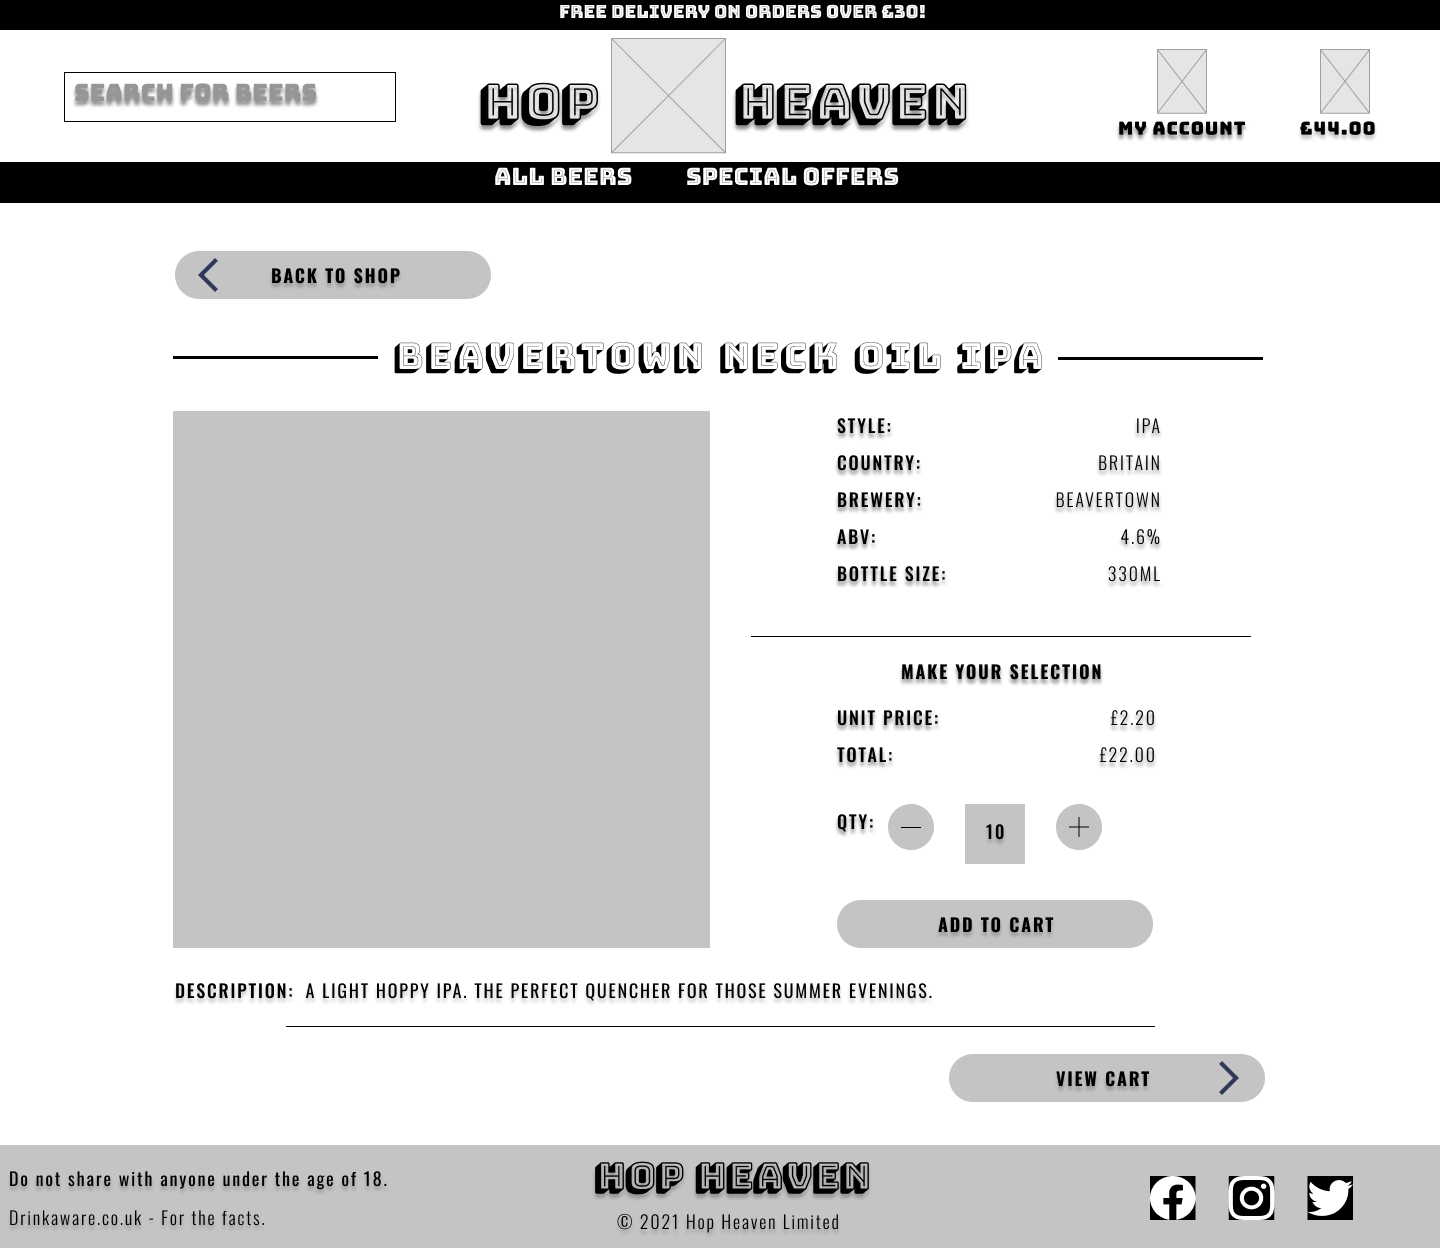 FREE DELIVERY ON ORDERS OVER £30!
SEARCH FOR BEERS
HOP HEAVEN
MY ACCOUNT
£44.00
ALL BEERS
SPECIAL OFFERS
BACK TO SHOP
BEAVERTOWN NECK OIL IPA
STYLE: IPA
COUNTRY: BRITAIN
BREWERY: BEAVERTOWN
ABV: 4.6%
BOTTLE SIZE: 330ML
MAKE YOUR SELECTION
UNIT PRICE: £2.20
TOTAL: £22.00
QTY: 10
ADD TO CART
DESCRIPTION: A LIGHT HOPPY IPA. THE PERFECT QUENCHER FOR THOSE SUMMER EVENINGS.
VIEW CART
Do not share with anyone under the age of 18.
Drinkaware.co.uk - For the facts.
HOP HEAVEN
© 2021 Hop Heaven Limited